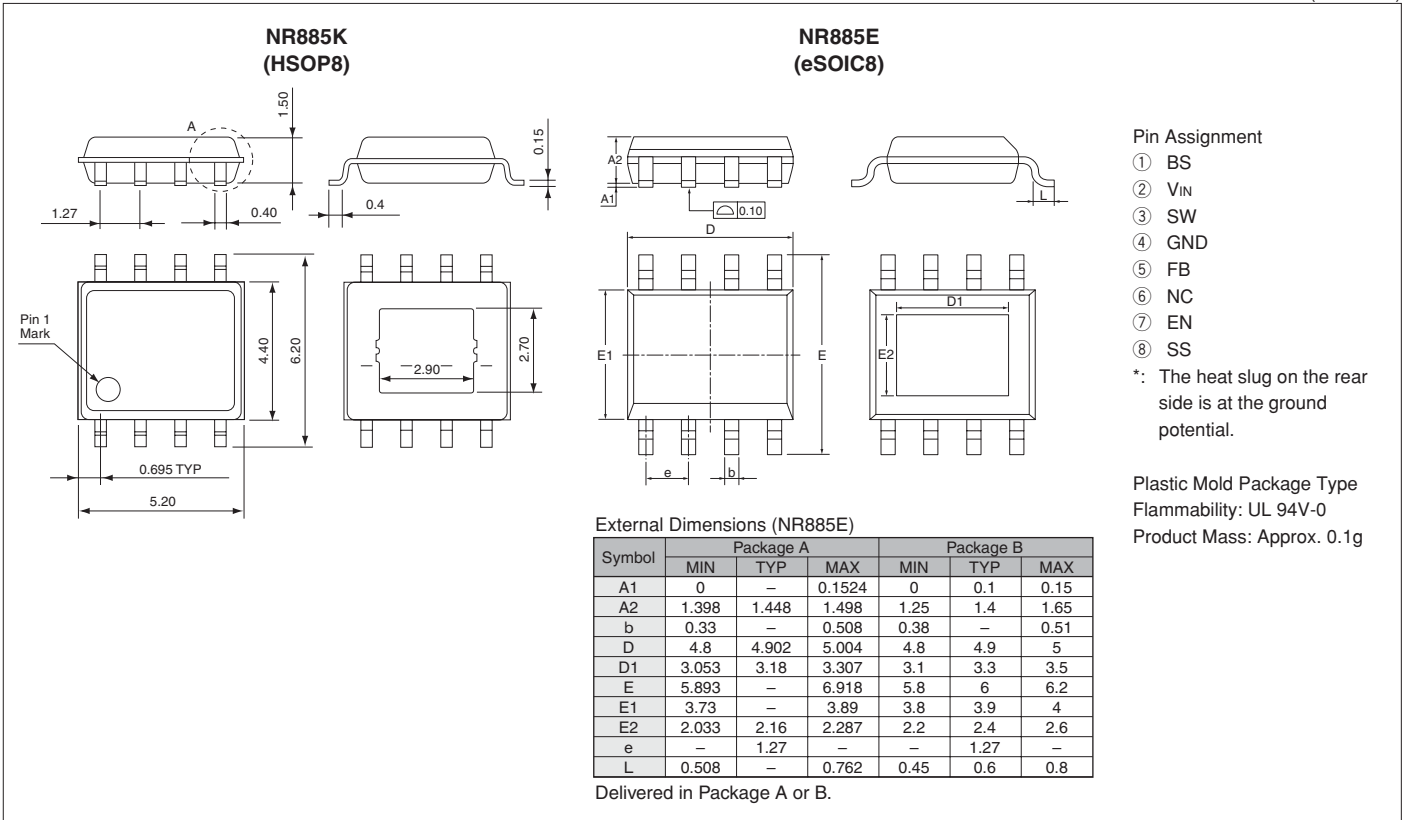 NR885K
(HSOP8)
NR885E
(eSOIC8)
A
1.50
0.15
1.27
0.40
0.4
A2
A1
0.10
L
D
Pin 1
Mark
4.40
6.20
2.90
2.70
0.695 TYP
5.20
E1
E
e
b
D1
E2
Pin Assignment
① BS
② VIN
③ SW
④ GND
⑤ FB
⑥ NC
⑦ EN
⑧ SS
*: The heat slug on the rear
side is at the ground
potential.
Plastic Mold Package Type
Flammability: UL 94V-0
Product Mass: Approx. 0.1g
External Dimensions (NR885E)
Symbol Package A Package B
MIN TYP MAX MIN TYP MAX
A1 0 – 0.1524 0 0.1 0.15
A2 1.398 1.448 1.498 1.25 1.4 1.65
b 0.33 – 0.508 0.38 – 0.51
D 4.8 4.902 5.004 4.8 4.9 5
D1 3.053 3.18 3.307 3.1 3.3 3.5
E 5.893 – 6.918 5.8 6 6.2
E1 3.73 – 3.89 3.8 3.9 4
E2 2.033 2.16 2.287 2.2 2.4 2.6
e – 1.27 – – 1.27 –
L 0.508 – 0.762 0.45 0.6 0.8
Delivered in Package A or B.